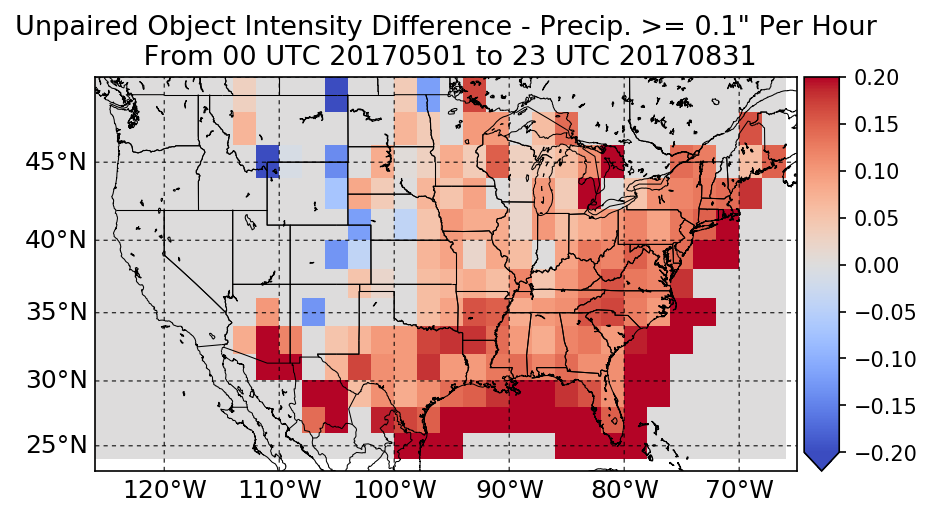 Unpaired Object Intensity Difference - Precip. >= 0.1" Per Hour
From 00 UTC 20170501 to 23 UTC 20170831
0.20
0.15
0.10
0.05
0.00
−0.05
−0.10
−0.15
−0.20
45°N
40°N
35°N
30°N
25°N
120°W 110°W 100°W 90°W 80°W 70°W